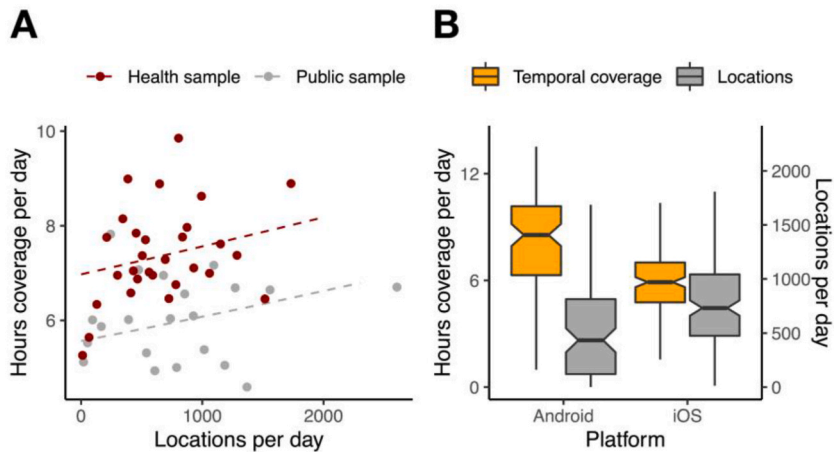 A
Health sample Public sample
Hours coverage per day
10
8
6
0 1000 2000
Locations per day
B
Temporal coverage Locations
Hours coverage per day
12
6
0
Locations per day
2000
1500
1000
500
0
Android iOS
Platform